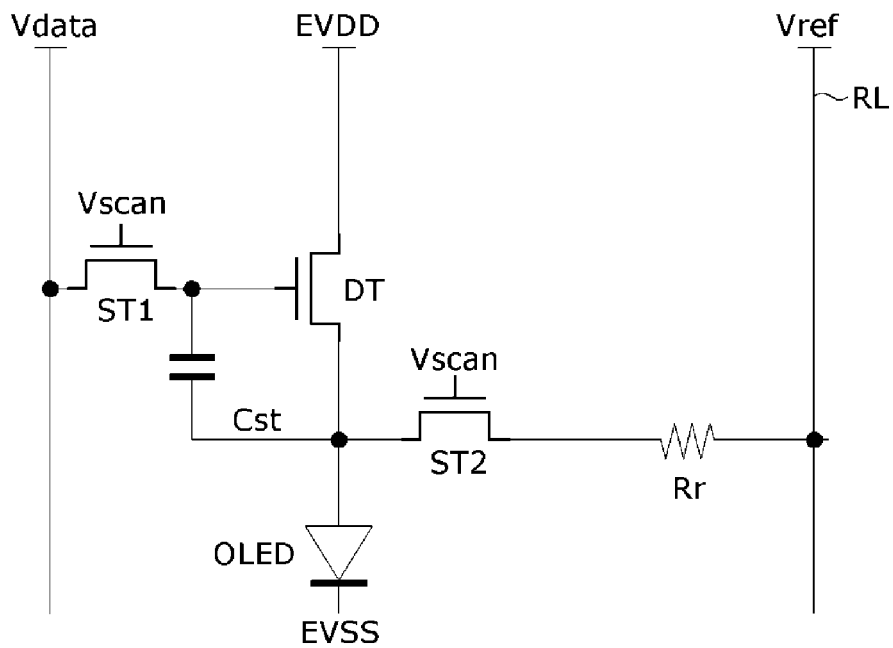 Vdata
EVDD
Vref
RL
Vscan
DT
ST1
Vscan
Cst
ST2
Rr
OLED
EVSS